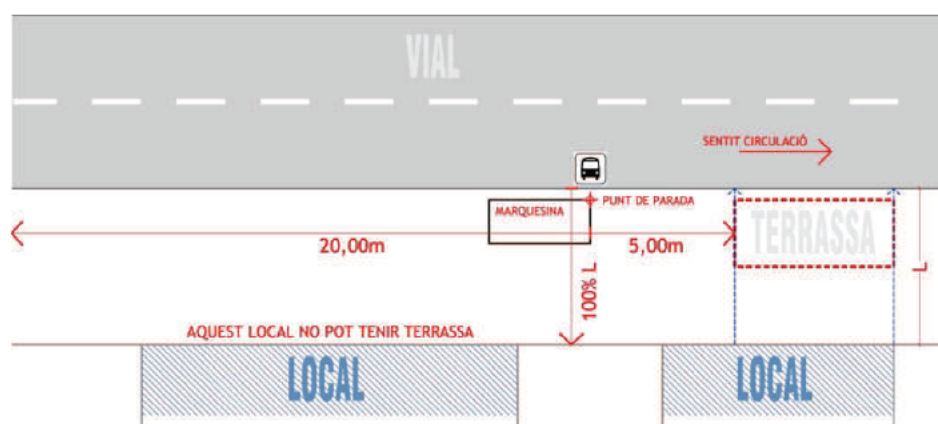 VIAL
SENTIT CIRCULACIÓ
MARQUESINA
PUNT DE PARADA
TERRASSA
20,00m
5,00m
100% L
L
AQUEST LOCAL NO POT TENIR TERRASSA
LOCAL
LOCAL